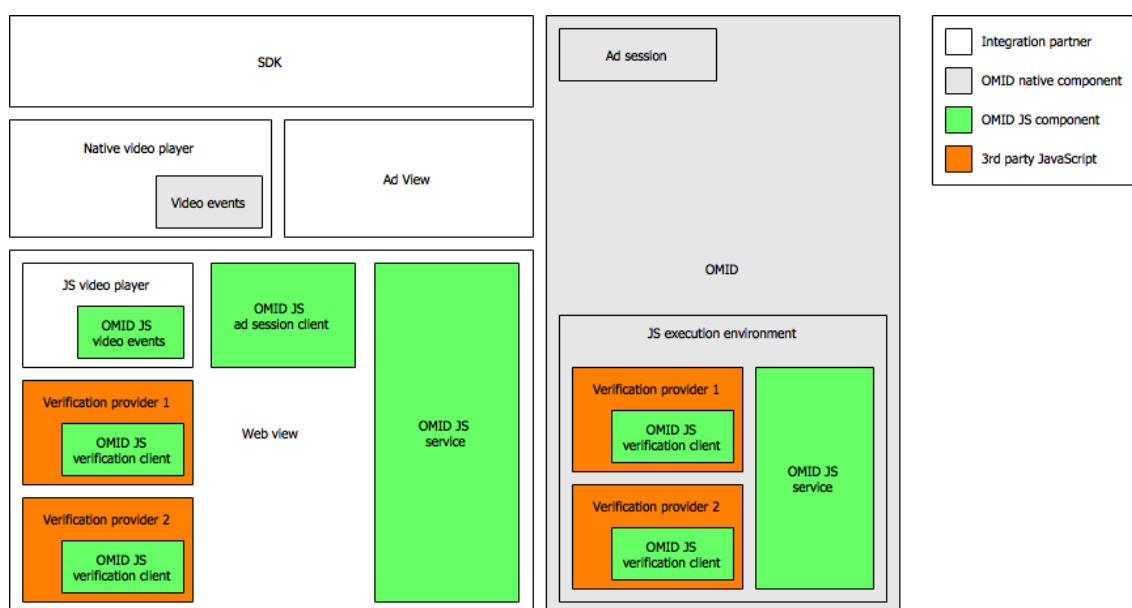 SDK
Ad session
Integration partner
OMID native component
OMID JS component
3rd party JavaScript
Native video player
Video events
Ad View
OMID
JS video player
OMID JS
video events
OMID JS
ad session client
OMID JS
service
Web view
Verification provider 1
OMID JS
verification client
Verification provider 2
OMID JS
verification client
JS execution environment
Verification provider 1
OMID JS
verification client
Verification provider 2
OMID JS
verification client
OMID JS
service